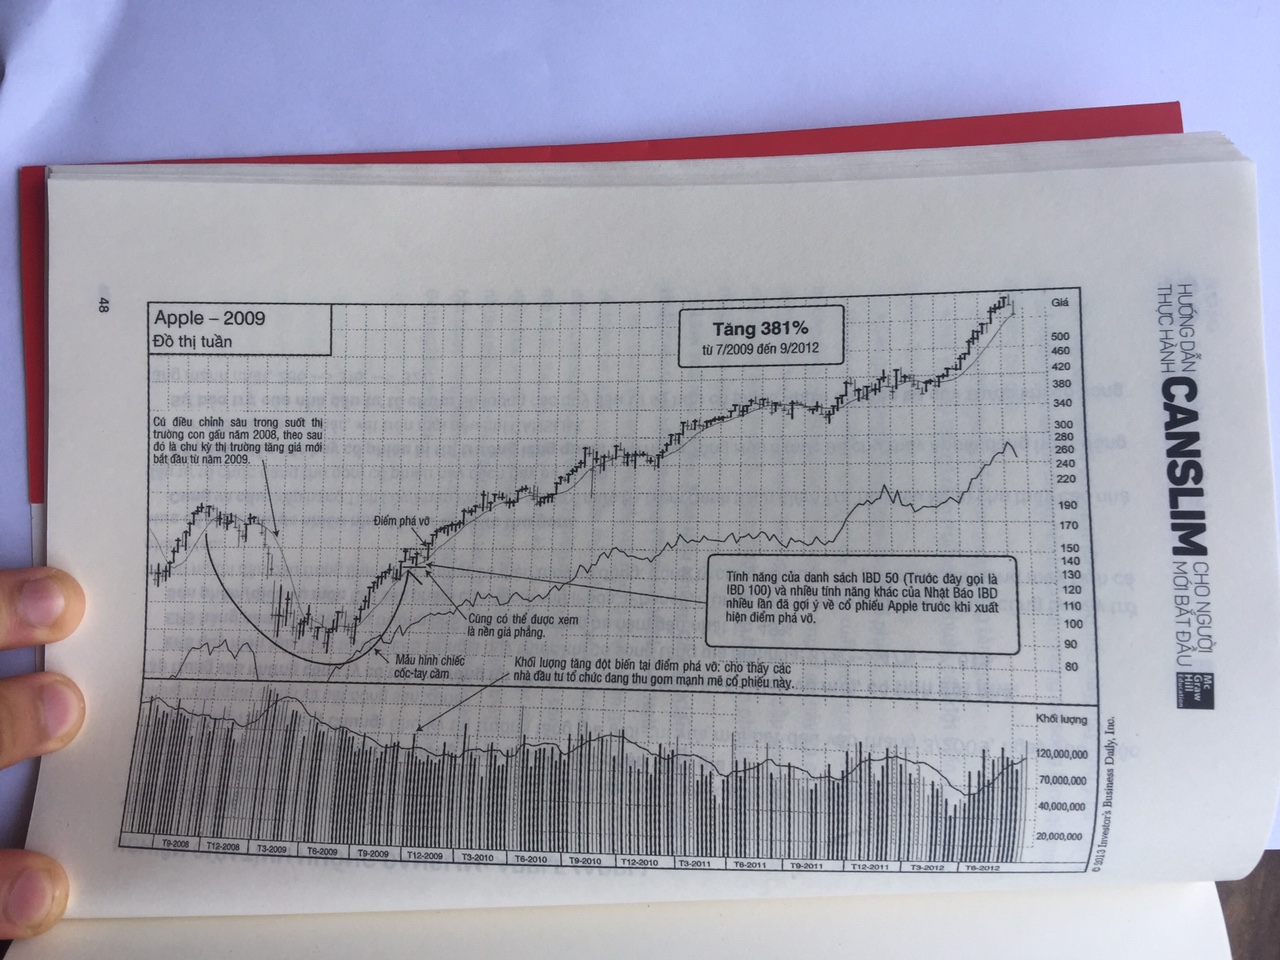 48
HƯỚNG DẪN
THỰC HÀNH
CANSLIM
CHO NGƯỜI
MỚI BẮT ĐẦU
Mc
Graw
Hill
Education
Apple – 2009
Đồ thị tuần
Tăng 381%
từ 7/2009 đến 9/2012
Giá
500
460
420
380
340
300
280
260
240
220
190
170
150
140
130
120
110
100
90
80
Cú điều chỉnh sâu trong suốt thị
trường con gấu năm 2008, theo sau
đó là chu kỳ thị trường tăng giá mới
bắt đầu từ năm 2009.
Điểm phá vỡ
Cũng có thể được xem
là nền giá phẳng.
Mẫu hình chiếc
cốc-tay cầm
Tính năng của danh sách IBD 50 (Trước đây gọi là
IBD 100) và nhiều tính năng khác của Nhật Báo IBD
nhiều lần đã gợi ý về cổ phiếu Apple trước khi xuất
hiện điểm phá vỡ.
Khối lượng tăng đột biến tại điểm phá vỡ: cho thấy các
nhà đầu tư tổ chức đang thu gom mạnh mẽ cổ phiếu này.
Khối lượng
120,000,000
70,000,000
40,000,000
20,000,000
T9-2008 T12-2008 T3-2009 T6-2009 T9-2009 T12-2009 T3-2010 T6-2010 T9-2010 T12-2010 T3-2011 T6-2011 T9-2011 T12-2011 T3-2012 T6-2012
© 2013 Investor's Business Daily, Inc.